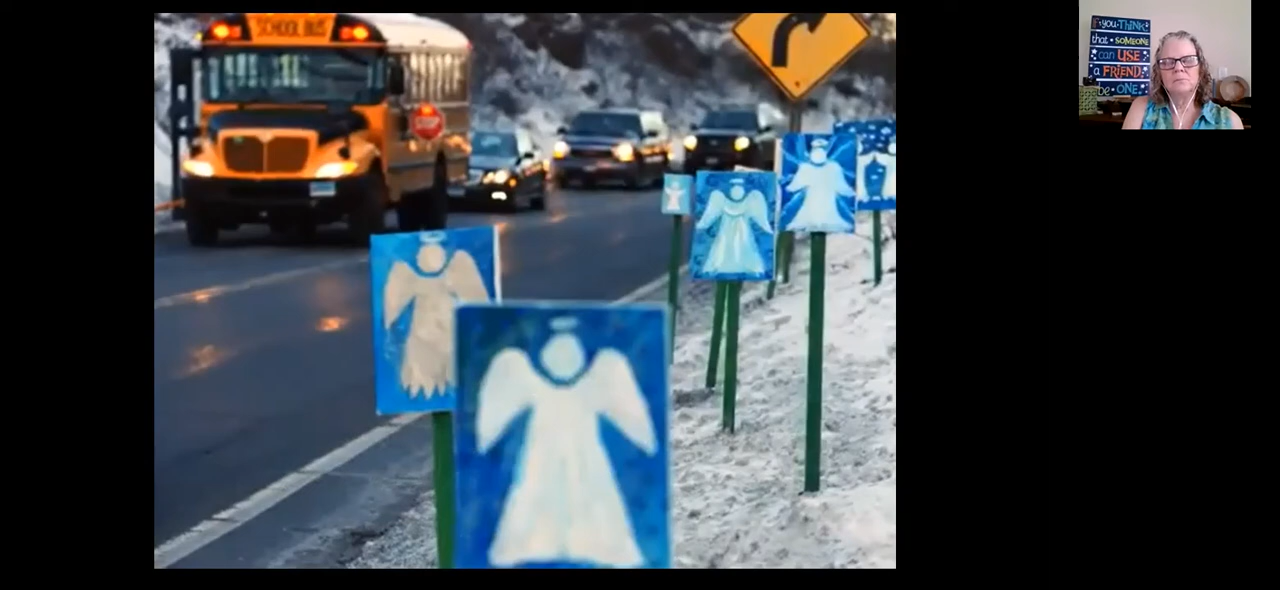 SCHOOL BUS
STOP
if you THINK
that SOMEONE
can USE
a FRIEND
be ONE